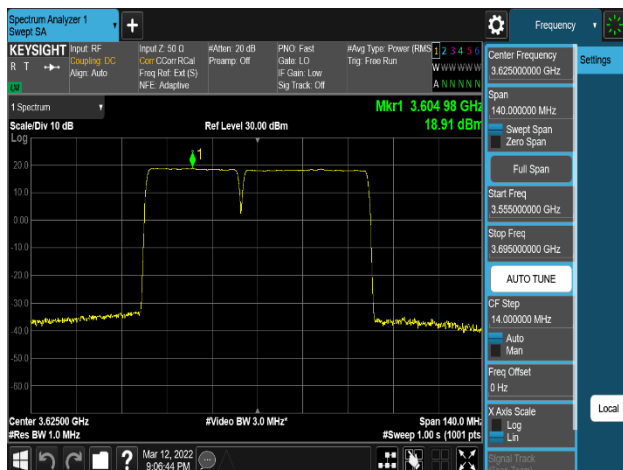 Spectrum Analyzer 1
Swept SA
Frequency
KEYSIGHT
R T
LXI
Input: RF
Coupling: DC
Align: Auto
Input Z: 50 Ω
Corr CCorr RCal
Freq Ref: Ext (S)
NFE: Adaptive
#Atten: 20 dB
Preamp: Off
PNO: Fast
Gate: LO
IF Gain: Low
Sig Track: Off
#Avg Type: Power (RMS
Trig: Free Run
1 2 3 4 5 6
W W W W W W
A N N N N N
1 Spectrum
Scale/Div 10 dB
Ref Level 30.00 dBm
Mkr1 3.604 98 GHz
18.91 dBm
Log
1
20.0
10.0
0.00
-10.0
-20.0
-30.0
-40.0
-50.0
-60.0
Center 3.62500 GHz
#Video BW 3.0 MHz*
Span 140.0 MHz
#Res BW 1.0 MHz
#Sweep 1.00 s (1001 pts)
?
Mar 12, 2022
9:06:44 PM
Center Frequency
3.625000000 GHz
Span
140.000000 MHz
Swept Span
Zero Span
Full Span
Start Freq
3.555000000 GHz
Stop Freq
3.695000000 GHz
AUTO TUNE
CF Step
14.000000 MHz
Auto
Man
Freq Offset
0 Hz
X Axis Scale
Log
Lin
Signal Track
Settings
Local